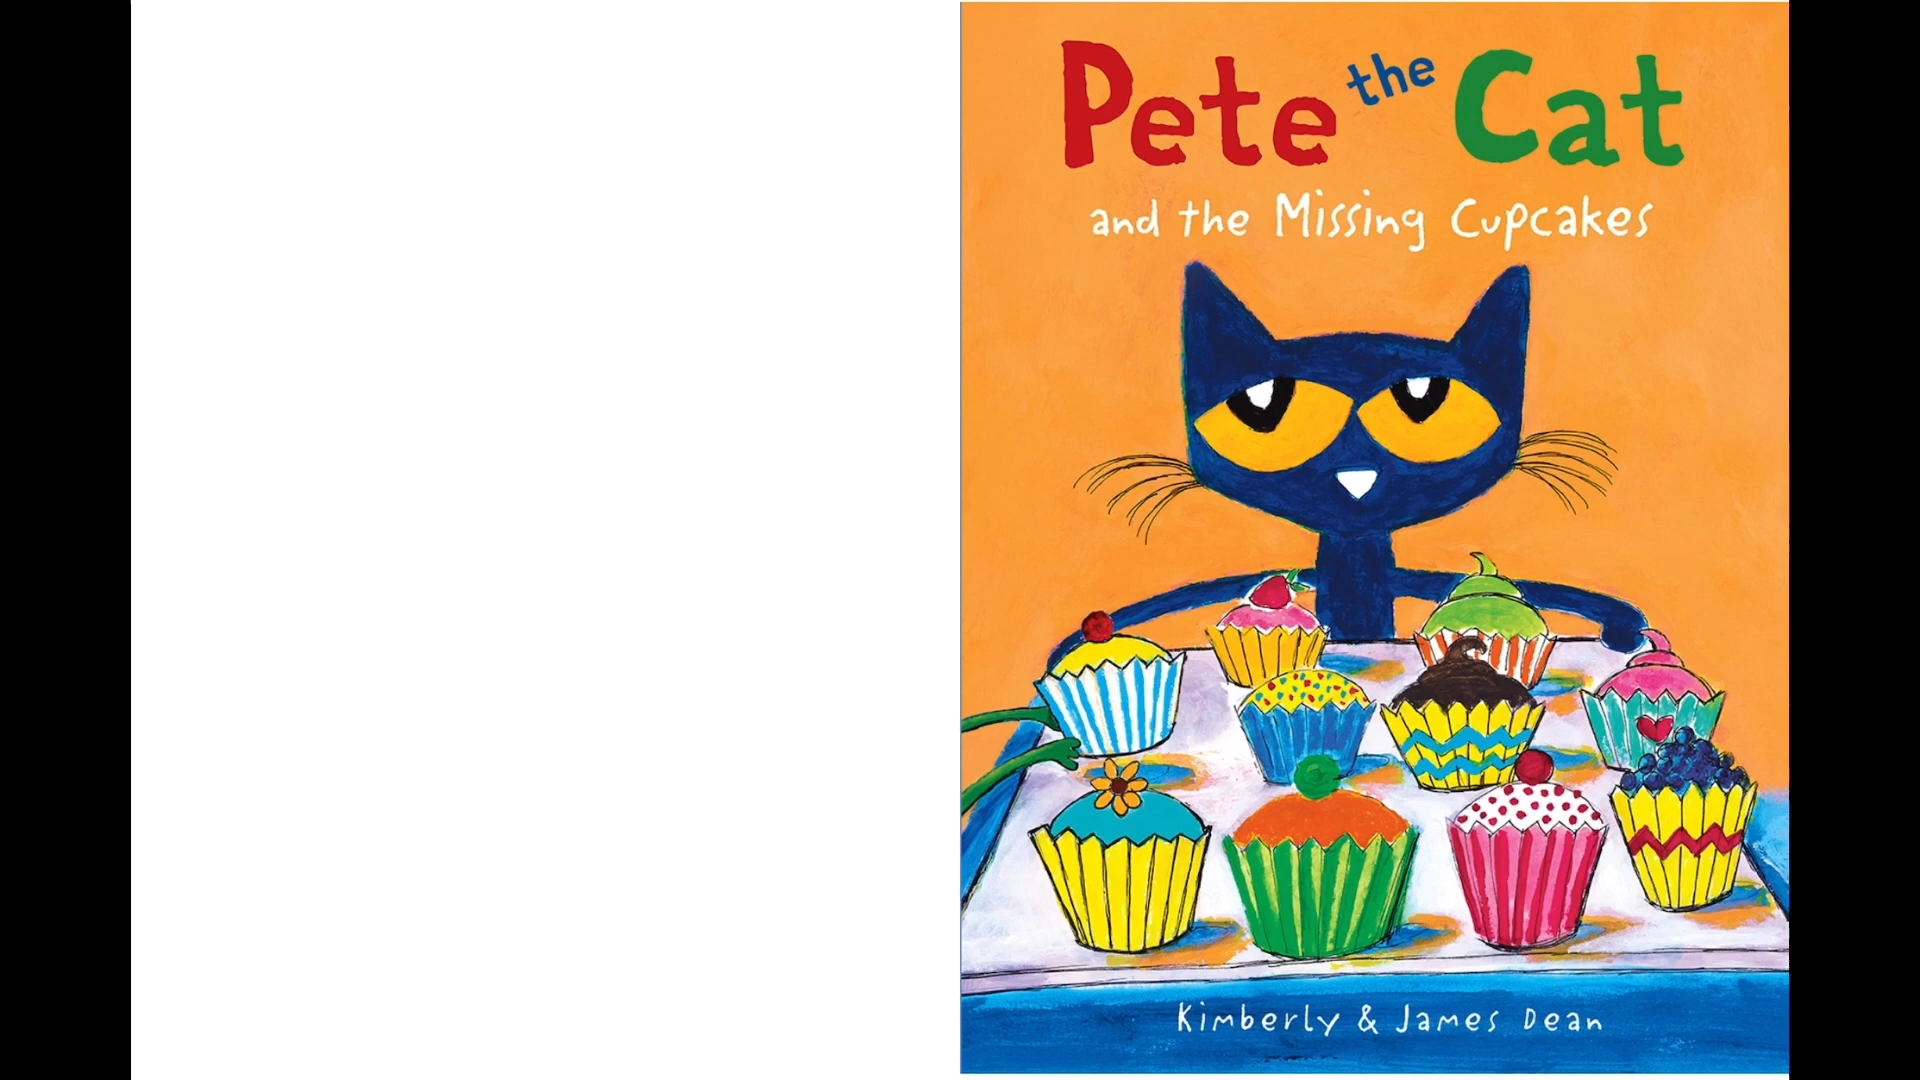 Pete the Cat
and the Missing Cupcakes
Kimberly & James Dean